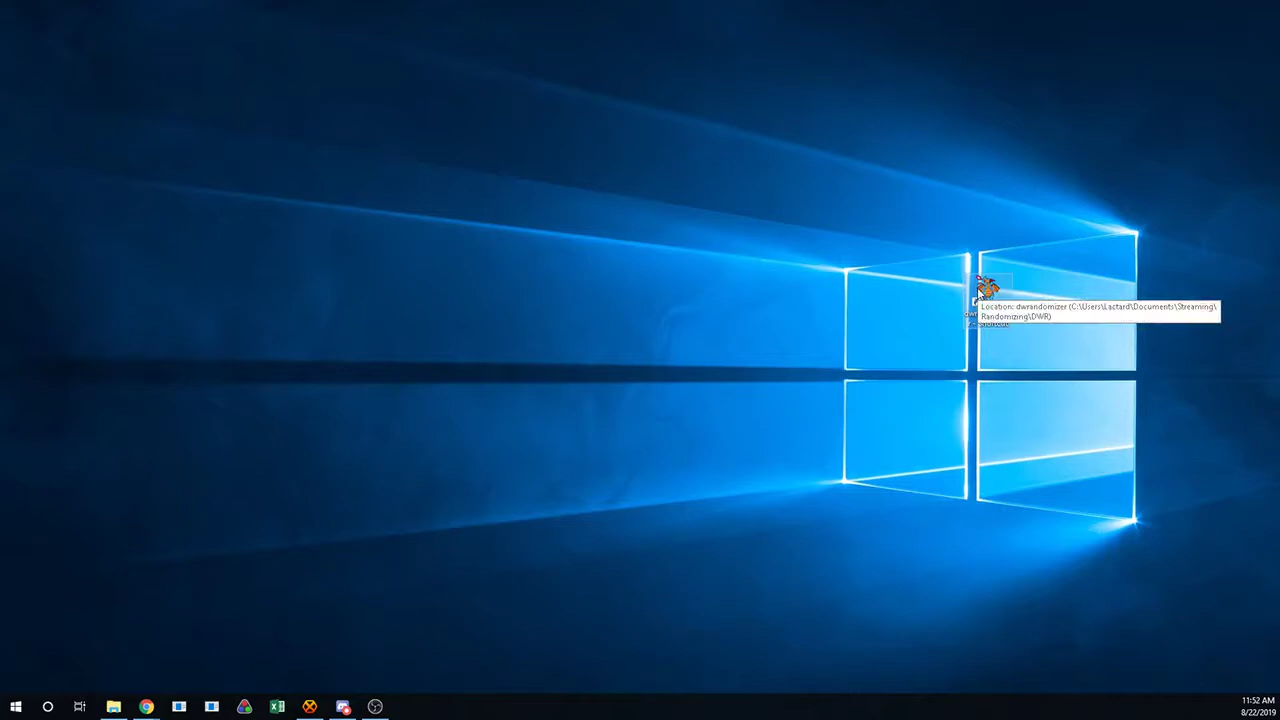 Location: dwrandomizer (C:\Users\Lactard\Documents\Streaming\
Randomizing\DWR)
11:52 AM
8/22/2019